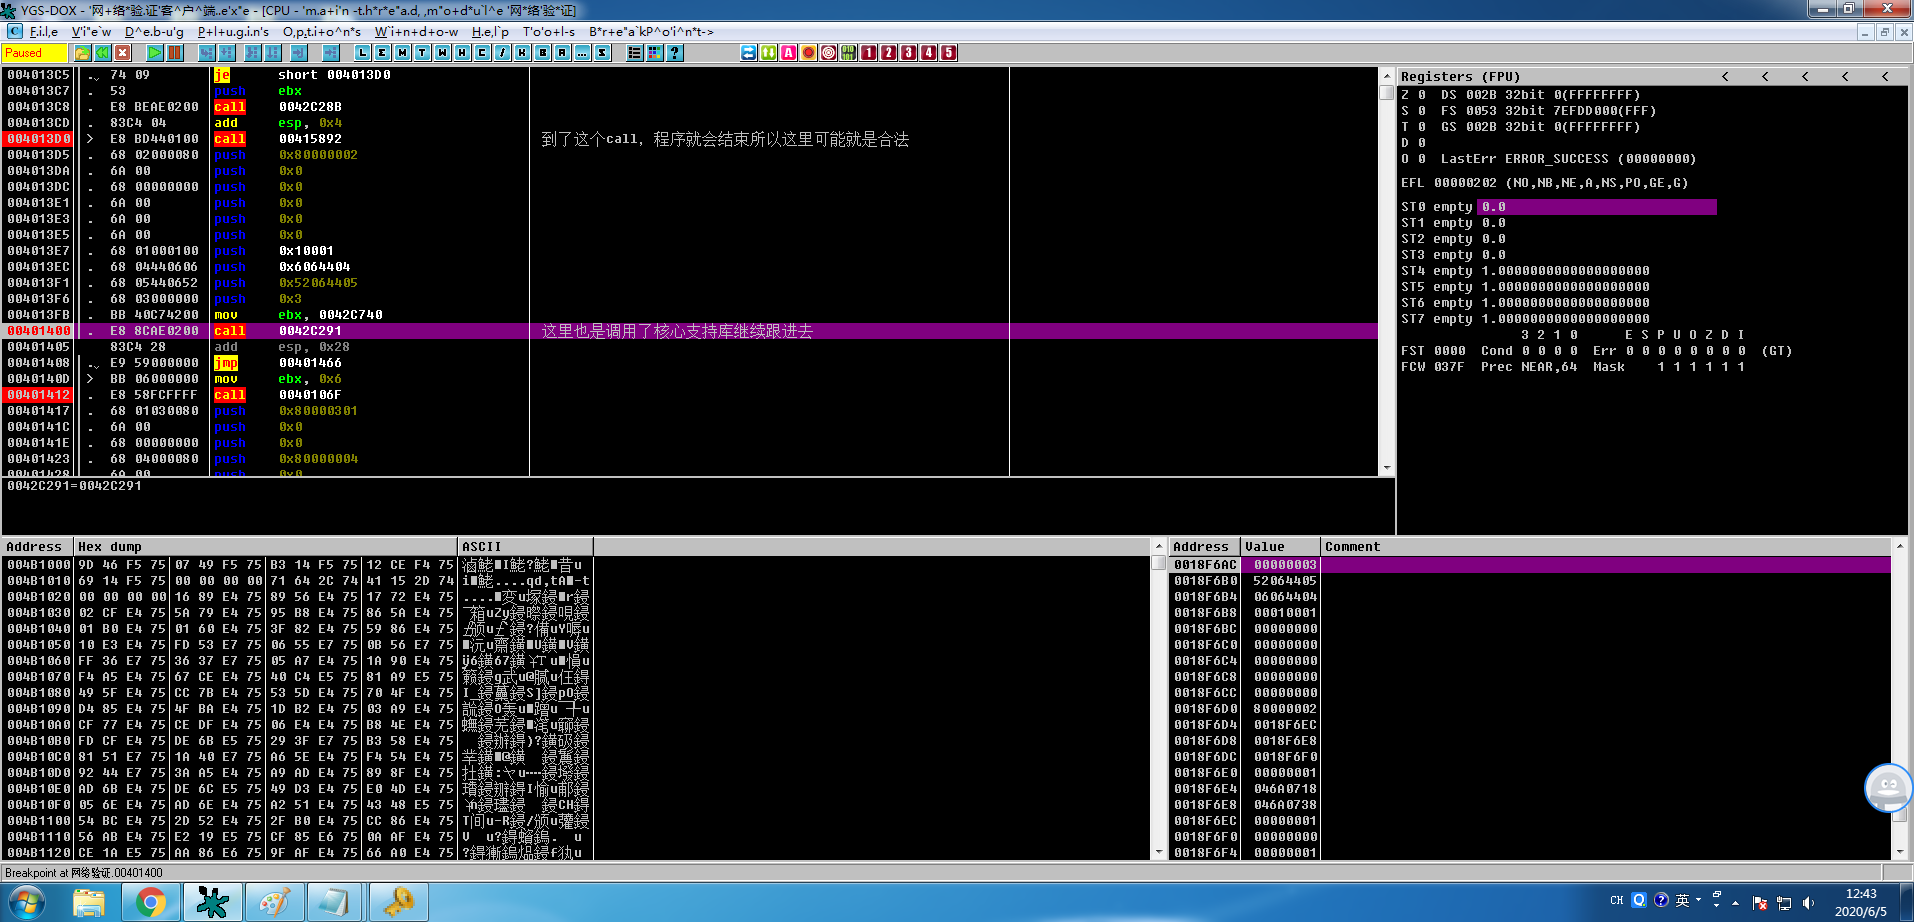 YGS-DOX - '网+络*验.证'客^户^端..e'x"e - [CPU - 'm.a+i'n -t.h*r*e"a.d, ,m"o+d*u`l^e '网*络'验*证]
C F.i.l,e V'i"e`w D^e.b-u'g P+l+u.g.i.n's O,p,t.i+o^n*s W`i+n+d+o-w H.e,l`p T'o'o+l-s B*r+e"a`kP^o'i^n*t->
Paused L E M T W H C / K B R ... S ? A 1 2 3 4 5
004013C5 ., 74 09 je short 004013D0
004013C7 . 53 push ebx
004013C8 . E8 BEAE0200 call 0042C28B
004013CD . 83C4 04 add esp, 0x4
004013D0 > E8 BD440100 call 00415892 到了这个call，程序就会结束所以这里可能就是合法
004013D5 . 68 02000080 push 0x80000002
004013DA . 6A 00 push 0x0
004013DC . 68 00000000 push 0x0
004013E1 . 6A 00 push 0x0
004013E3 . 6A 00 push 0x0
004013E5 . 6A 00 push 0x0
004013E7 . 68 01000100 push 0x10001
004013EC . 68 04440606 push 0x6064404
004013F1 . 68 05440652 push 0x52064405
004013F6 . 68 03000000 push 0x3
004013FB . BB 40C74200 mov ebx, 0042C740
00401400 . E8 8CAE0200 call 0042C291 这里也是调用了核心支持库继续跟进去
00401405 83C4 28 add esp, 0x28
00401408 ., E9 59000000 jmp 00401466
0040140D > BB 06000000 mov ebx, 0x6
00401412 . E8 58FCFFFF call 0040106F
00401417 . 68 01030080 push 0x80000301
0040141C . 6A 00 push 0x0
0040141E . 68 00000000 push 0x0
00401423 . 68 04000080 push 0x80000004
00401428 . 6A 00 push 0x0
0042C291=0042C291
Registers (FPU) < < < < <
Z 0 DS 002B 32bit 0(FFFFFFFF)
S 0 FS 0053 32bit 7EFDD000(FFF)
T 0 GS 002B 32bit 0(FFFFFFFF)
D 0
O 0 LastErr ERROR_SUCCESS (00000000)
EFL 00000202 (NO,NB,NE,A,NS,PO,GE,G)
ST0 empty 0.0
ST1 empty 0.0
ST2 empty 0.0
ST3 empty 0.0
ST4 empty 1.0000000000000000000
ST5 empty 1.0000000000000000000
ST6 empty 1.0000000000000000000
ST7 empty 1.0000000000000000000
3 2 1 0 E S P U O Z D I
FST 0000 Cond 0 0 0 0 Err 0 0 0 0 0 0 0 0 (GT)
FCW 037F Prec NEAR,64 Mask 1 1 1 1 1 1
Address Hex dump ASCII
004B1000 9D 46 F5 75 07 49 F5 75 B3 14 F5 75 12 CE F4 75
004B1010 69 14 F5 75 00 00 00 00 71 64 2C 74 41 15 2D 74
004B1020 00 00 00 00 16 89 E4 75 89 56 E4 75 17 72 E4 75
004B1030 02 CF E4 75 5A 79 E4 75 95 B8 E4 75 86 5A E4 75
004B1040 01 B0 E4 75 01 60 E4 75 3F 82 E4 75 59 86 E4 75
004B1050 10 E3 E4 75 FD 53 E7 75 06 55 E7 75 0B 56 E7 75
004B1060 FF 36 E7 75 36 37 E7 75 05 A7 E4 75 1A 90 E4 75
004B1070 F4 A5 E4 75 67 CE E4 75 40 C4 E5 75 81 A9 E5 75
004B1080 49 5F E4 75 CC 7B E4 75 53 5D E4 75 70 4F E4 75
004B1090 D4 85 E4 75 4F BA E4 75 1D B2 E4 75 03 A9 E4 75
004B10A0 CF 77 E4 75 CE DF E4 75 06 E4 E4 75 B8 4E E4 75
004B10B0 FD CF E4 75 DE 6B E5 75 29 3F E7 75 B3 58 E4 75
004B10C0 81 51 E7 75 1A 40 E7 75 A6 5E E4 75 F4 54 E4 75
004B10D0 92 44 E7 75 3A A5 E4 75 A9 AD E4 75 89 8F E4 75
004B10E0 AD 6B E4 75 DE 6C E5 75 49 D3 E4 75 E0 4D E4 75
004B10F0 05 6E E4 75 AD 6E E4 75 A2 51 E4 75 43 48 E5 75
004B1100 54 BC E4 75 2D 52 E4 75 2F B0 E4 75 CC 86 E4 75
004B1110 56 AB E4 75 E2 19 E5 75 CF 85 E6 75 0A AF E4 75
004B1120 CE 1A E5 75 AA 86 E6 75 9F AF E4 75 66 A0 E4 75
Address Value Comment
0018F6AC 00000003
0018F6B0 52064405
0018F6B4 06064404
0018F6B8 00010001
0018F6BC 00000000
0018F6C0 00000000
0018F6C4 00000000
0018F6C8 00000000
0018F6CC 00000000
0018F6D0 80000002
0018F6D4 0018F6EC
0018F6D8 0018F6E8
0018F6DC 0018F6F0
0018F6E0 00000001
0018F6E4 046A0718
0018F6E8 046A0738
0018F6EC 00000001
0018F6F0 00000000
0018F6F4 00000001
Breakpoint at 网络验证.00401400
CH 英 12:43
2020/6/5